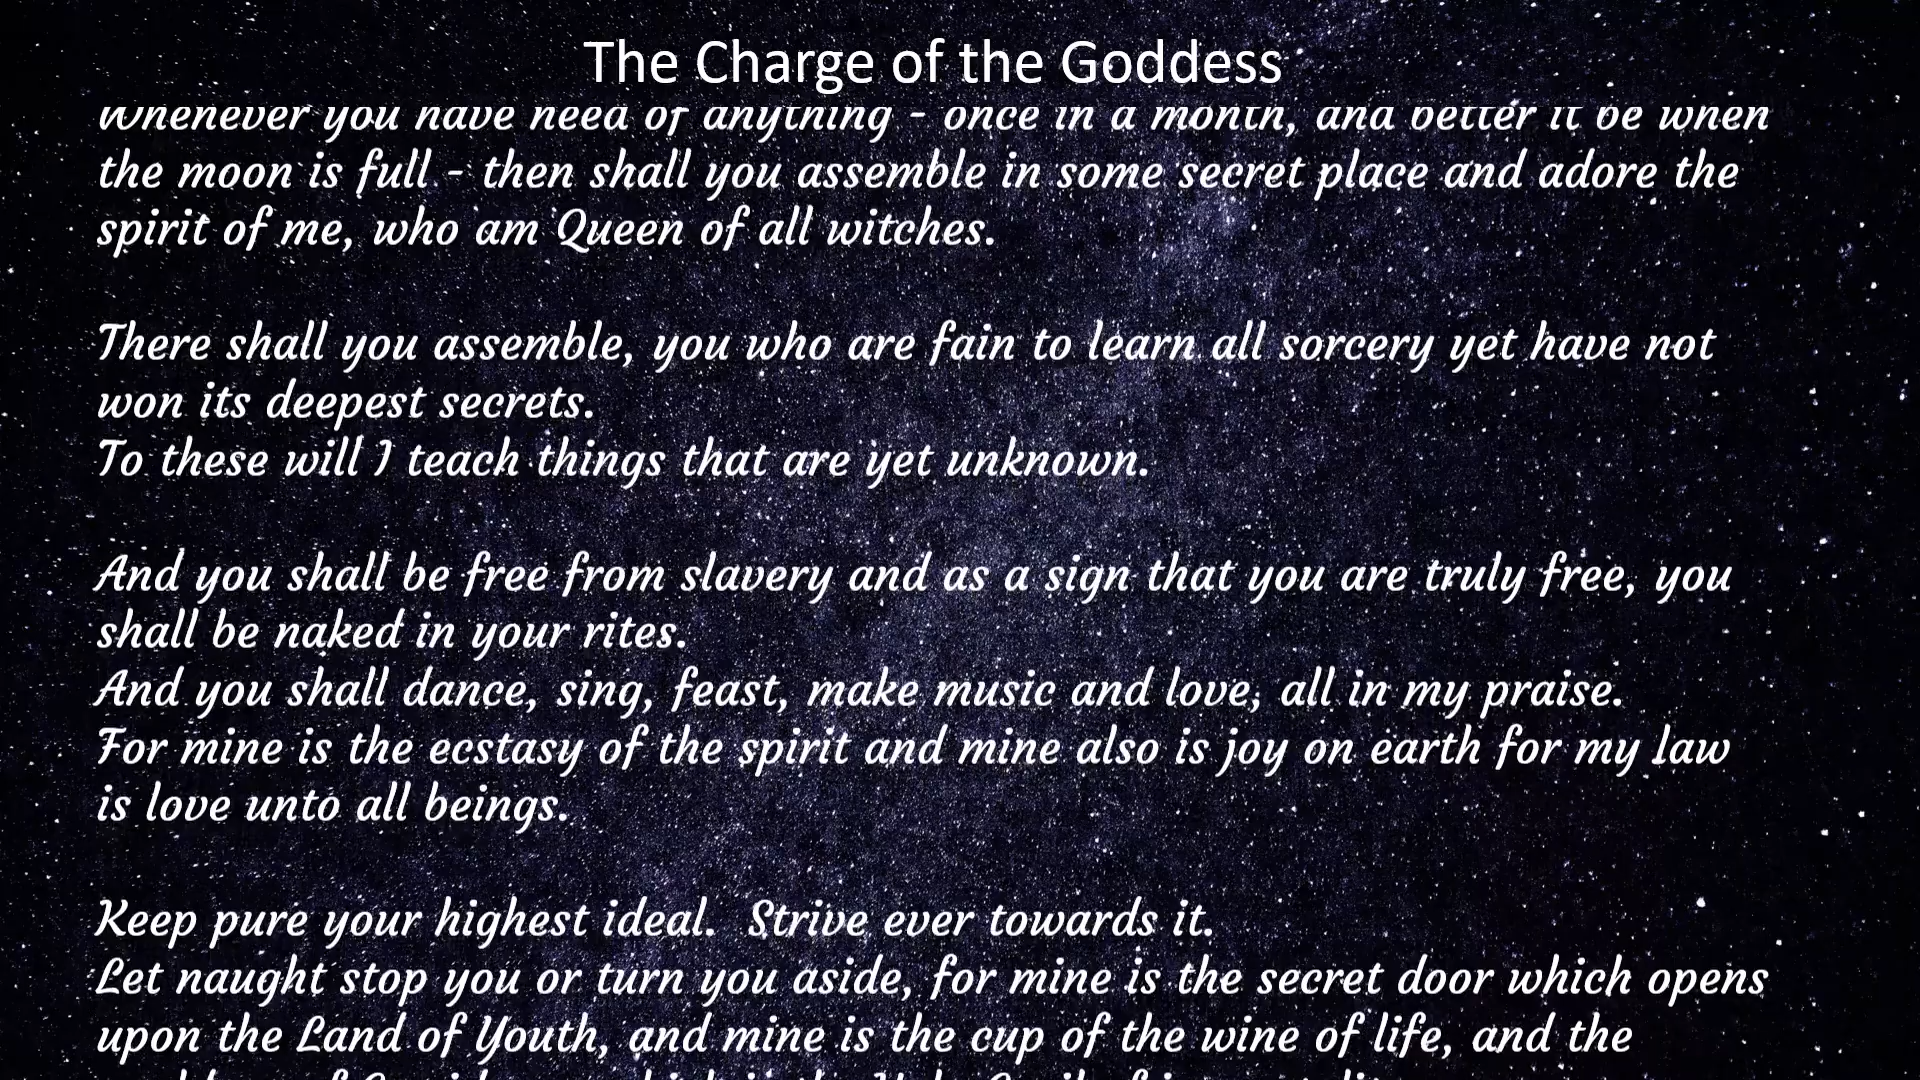 The Charge of the Goddess
Whenever you have need of anything - once in a month, and better it be when
the moon is full - then shall you assemble in some secret place and adore the
spirit of me, who am Queen of all witches.
There shall you assemble, you who are fain to learn all sorcery yet have not
won its deepest secrets.
To these will I teach things that are yet unknown.
And you shall be free from slavery and as a sign that you are truly free, you
shall be naked in your rites.
And you shall dance, sing, feast, make music and love, all in my praise.
For mine is the ecstasy of the spirit and mine also is joy on earth for my law
is love unto all beings.
Keep pure your highest ideal.  Strive ever towards it.
Let naught stop you or turn you aside, for mine is the secret door which opens
upon the Land of Youth, and mine is the cup of the wine of life, and the